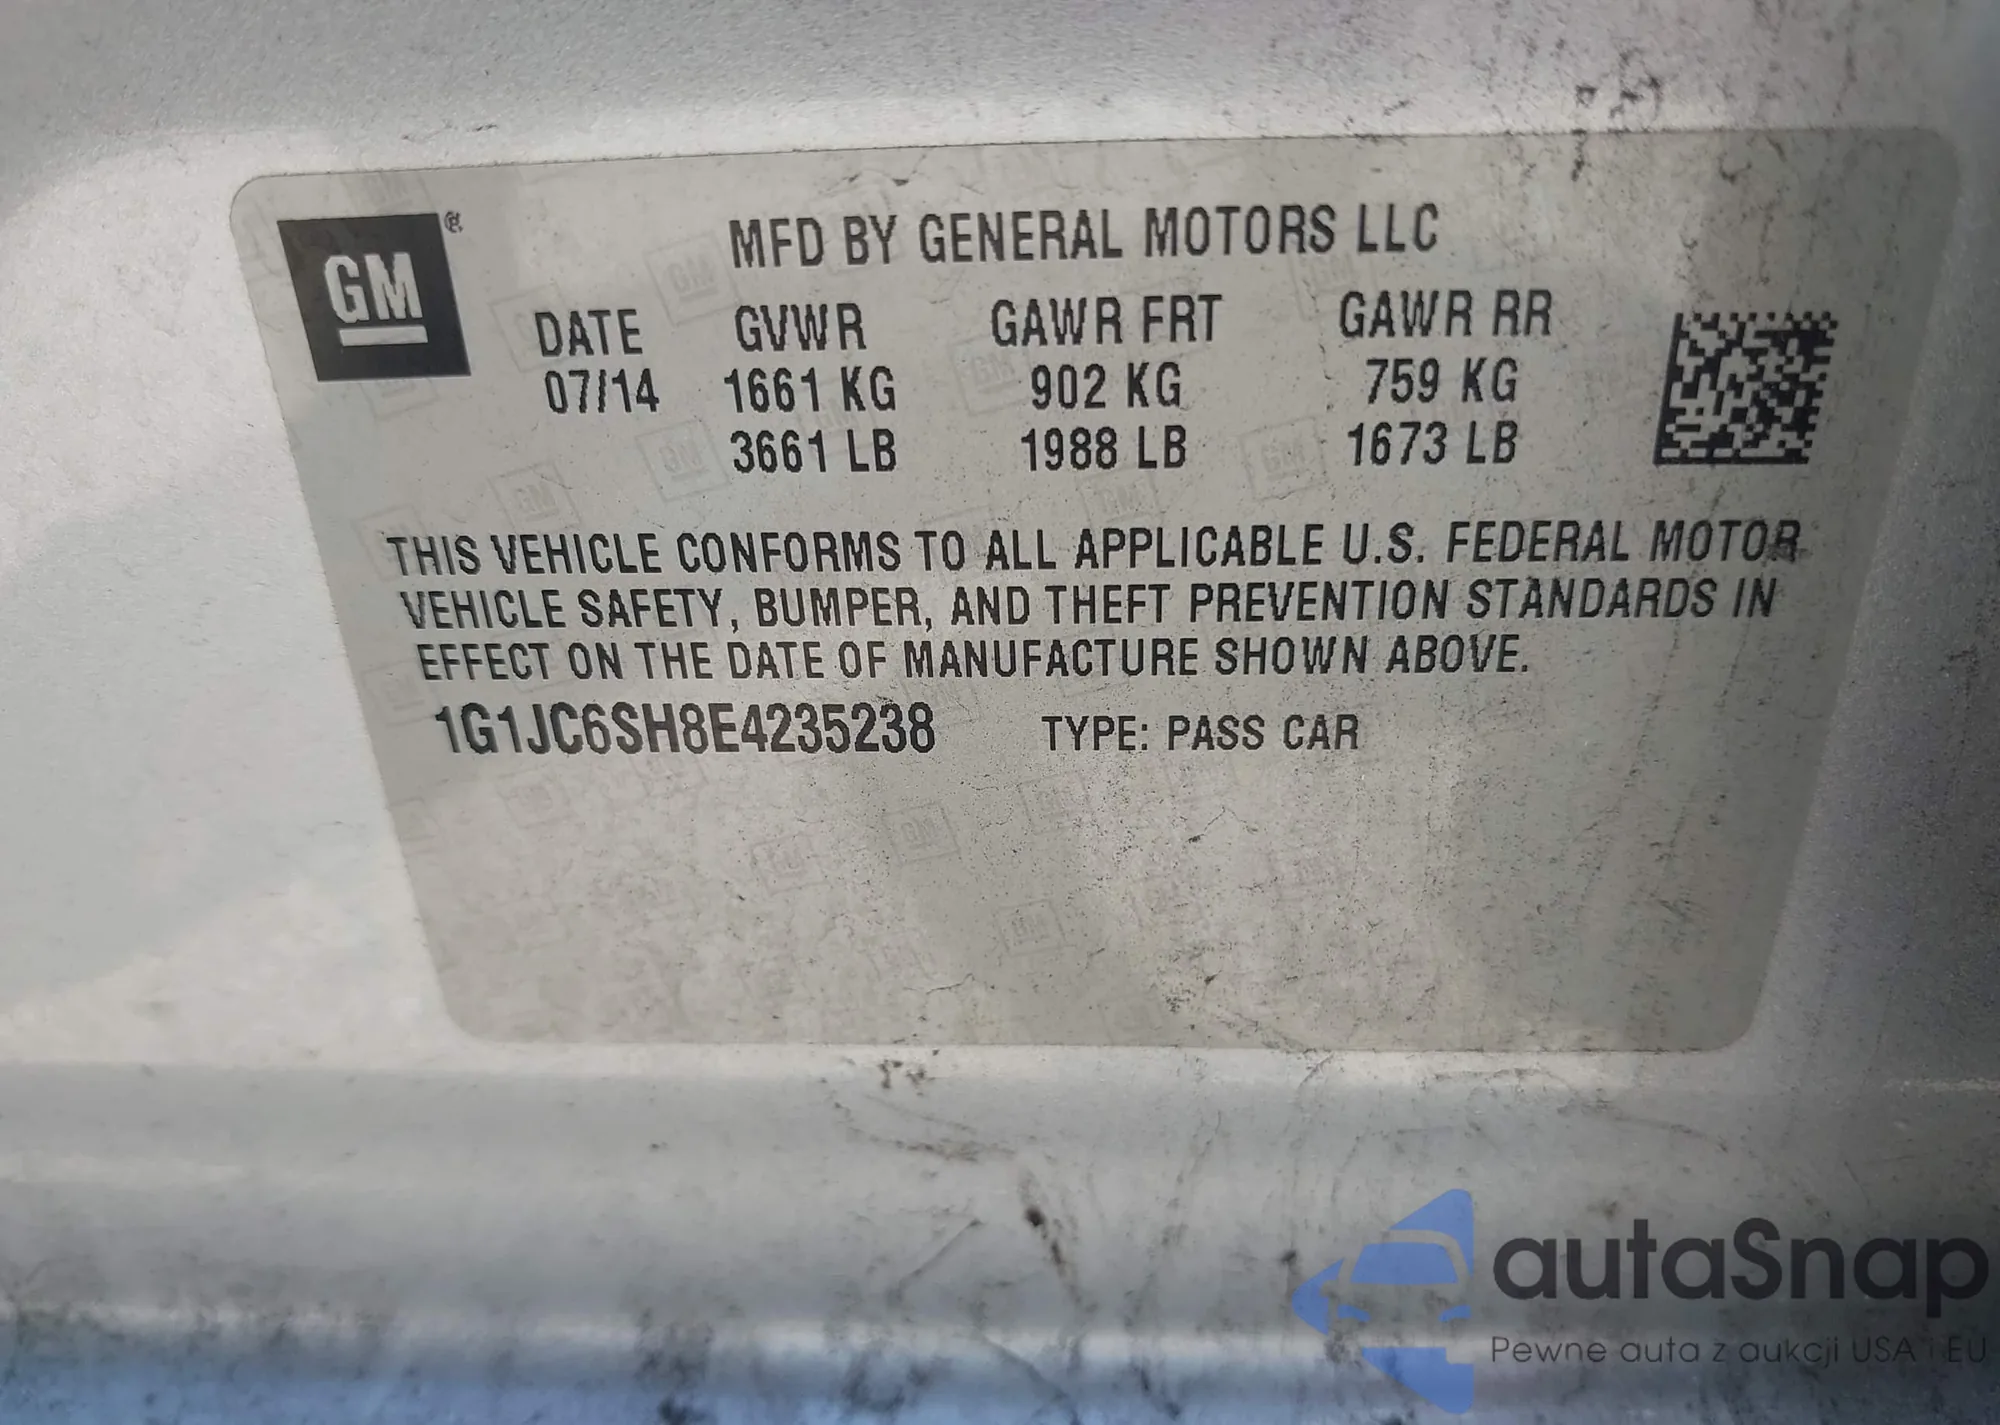 GM ®
MFD BY GENERAL MOTORS LLC
DATE GVWR GAWR FRT GAWR RR
07/14 1661 KG 902 KG 759 KG
3661 LB 1988 LB 1673 LB
THIS VEHICLE CONFORMS TO ALL APPLICABLE U.S. FEDERAL MOTOR
VEHICLE SAFETY, BUMPER, AND THEFT PREVENTION STANDARDS IN
EFFECT ON THE DATE OF MANUFACTURE SHOWN ABOVE.
1G1JC6SH8E4235238 TYPE: PASS CAR
autaSnap
Pewne auta z aukcji USA i EU